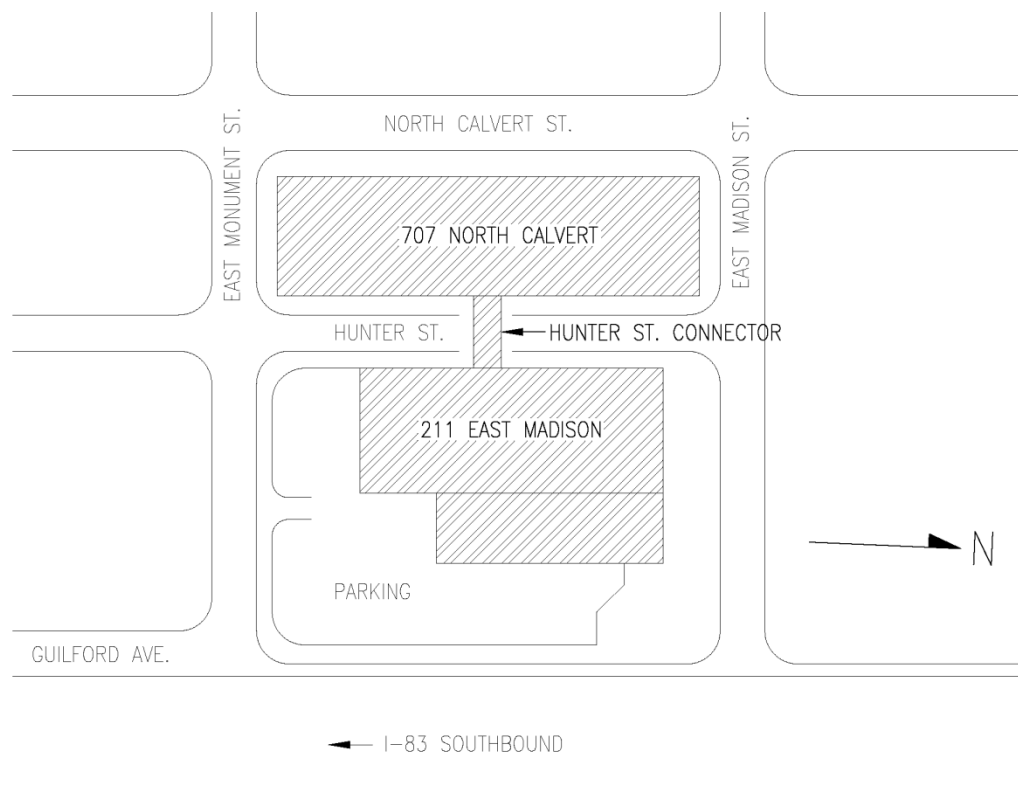 NORTH CALVERT ST.
EAST MONUMENT ST.
EAST MADISON ST.
707 NORTH CALVERT
HUNTER ST.
HUNTER ST. CONNECTOR
211 EAST MADISON
N
PARKING
GUILFORD AVE.
I-83 SOUTHBOUND